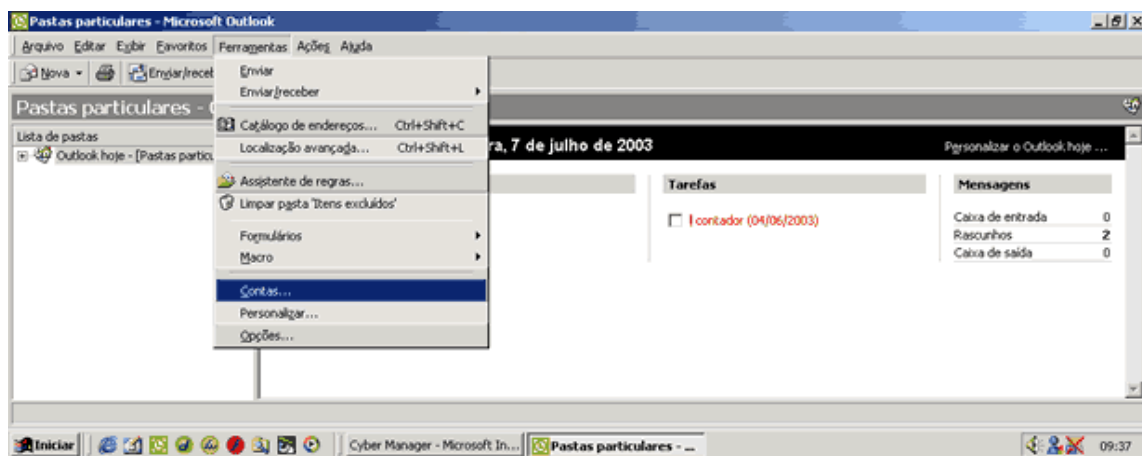 Pastas particulares - Microsoft Outlook
Arquivo Editar Exibir Favoritos Ferramentas Ações Ajuda
Nova Enviar/recet
Pastas particulares -
Lista de pastas
Outlook hoje - [Pastas particu
Enviar
Enviar/receber
Catálogo de endereços... Ctrl+Shift+C
Localização avançada... Ctrl+Shift+L
Assistente de regras...
Limpar pasta 'Itens excluídos'
Formulários
Macro
Contas...
Personalizar...
Opções...
ra, 7 de julho de 2003
Personalizar o Outlook hoje ...
Tarefas
contador (04/06/2003)
Mensagens
Caixa de entrada 0
Rascunhos 2
Caixa de saída 0
Iniciar Cyber Manager - Microsoft In... Pastas particulares - ... 09:37